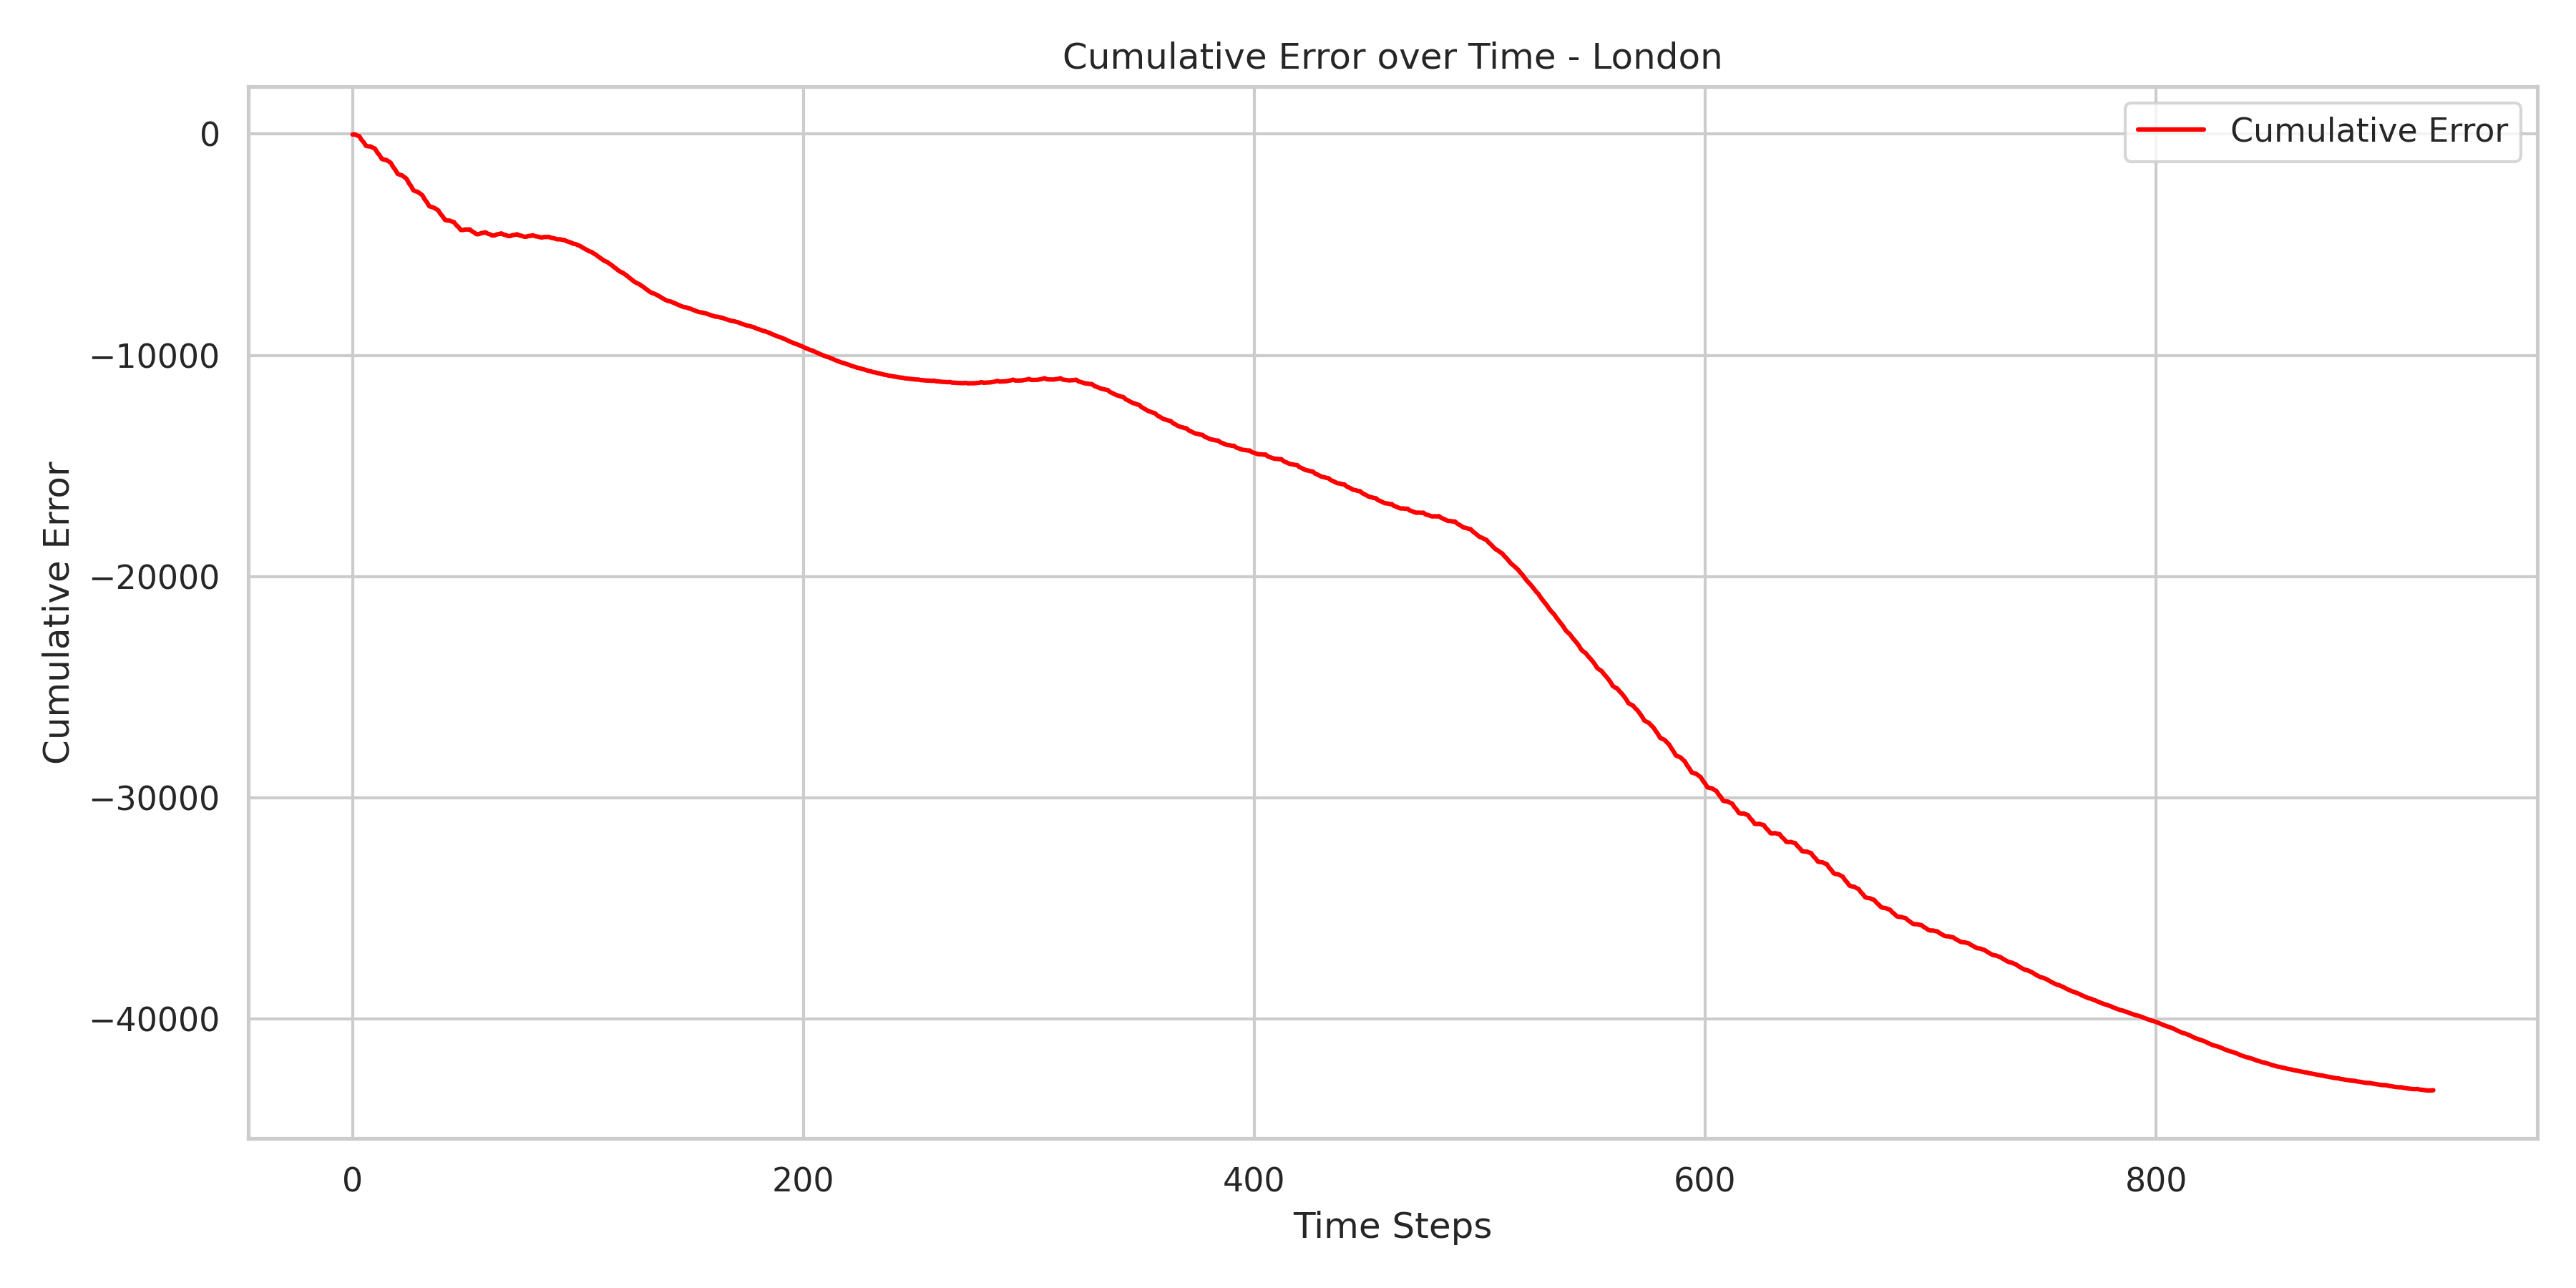 Cumulative Error over Time - London
Cumulative Error
0
−10000
−20000
−30000
−40000
Cumulative Error
0 200 400 600 800
Time Steps